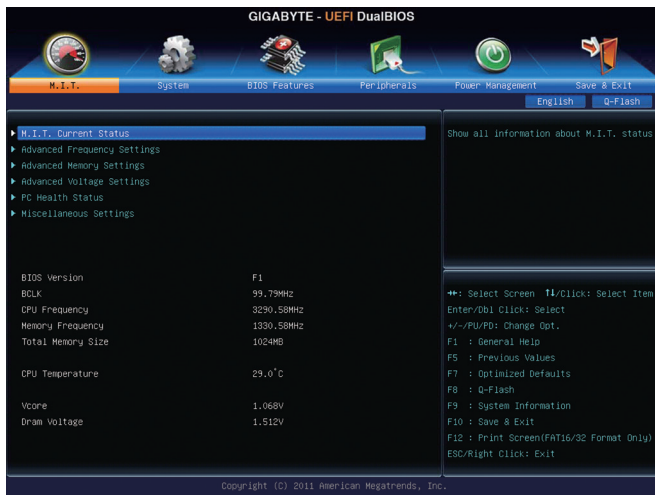 GIGABYTE - UEFI DualBIOS
M.I.T. System BIOS Features Peripherals Power Management Save & Exit
English Q-Flash
M.I.T. Current Status
Advanced Frequency Settings
Advanced Memory Settings
Advanced Voltage Settings
PC Health Status
Miscellaneous Settings
Show all information about M.I.T. status
BIOS Version F1
BCLK 99.79MHz
CPU Frequency 3290.58MHz
Memory Frequency 1330.58MHz
Total Memory Size 1024MB
CPU Temperature 29.0°C
Vcore 1.068V
Dram Voltage 1.512V
→←: Select Screen ↑↓/Click: Select Item
Enter/Dbl Click: Select
+/-/PU/PD: Change Opt.
F1 : General Help
F5 : Previous Values
F7 : Optimized Defaults
F8 : Q-Flash
F9 : System Information
F10 : Save & Exit
F12 : Print Screen(FAT16/32 Format Only)
ESC/Right Click: Exit
Copyright (C) 2011 American Megatrends, Inc.